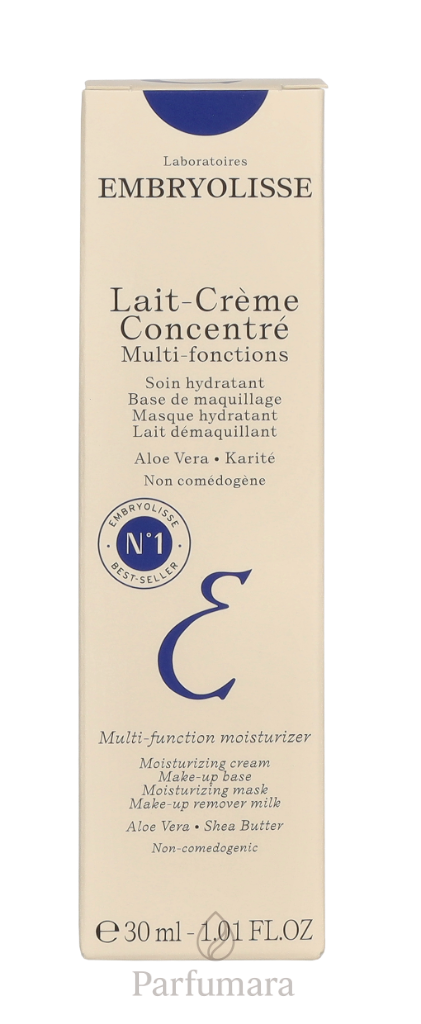 Laboratoires
EMBRYOLISSE
Lait-Crème
Concentré
Multi-fonctions
Soin hydratant
Base de maquillage
Masque hydratant
Lait démaquillant
Aloe Vera • Karité
Non comédogène
EMBRYOLISSE
N°1
BEST-SELLER
Ɛ
Multi-function moisturizer
Moisturizing cream
Make-up base
Moisturizing mask
Make-up remover milk
Aloe Vera • Shea Butter
Non-comedogenic
℮ 30 ml - 1.01 FL.OZ
Parfumara